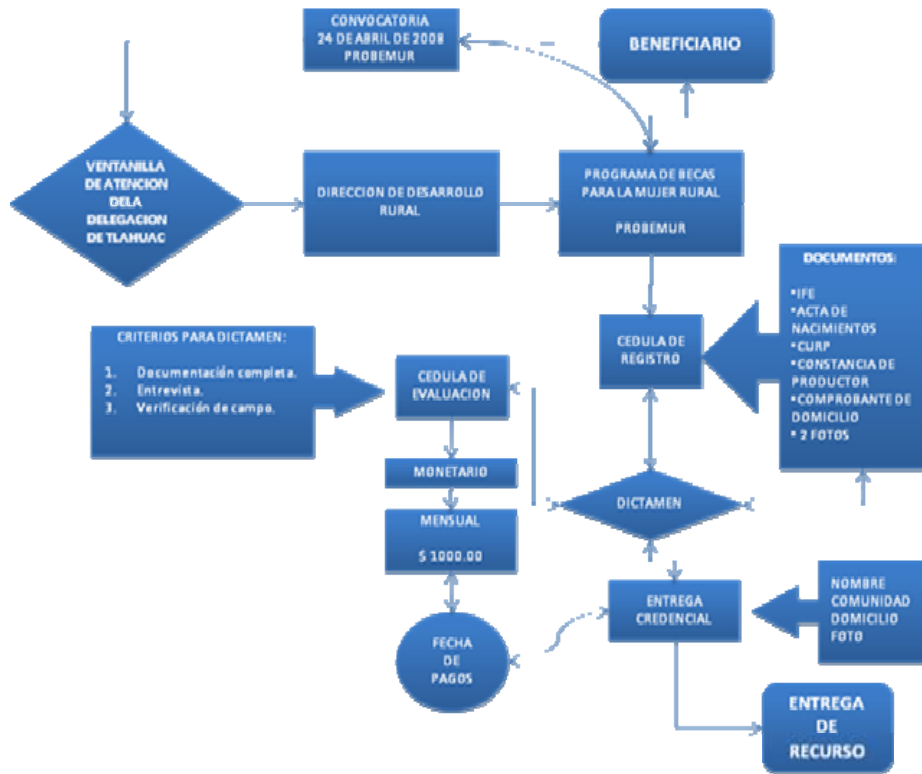 CONVOCATORIA
24 DE ABRIL DE 2008
PROBEMUR
BENEFICIARIO
VENTANILLA
DE ATENCION
DE LA
DELEGACION
DE TLAHUAC
DIRECCION DE DESARROLLO
RURAL
PROGRAMA DE BECAS
PARA LA MUJER RURAL
PROBEMUR
DOCUMENTOS:
•IFE
•ACTA DE
NACIMIENTOS
•CURP
•CONSTANCIA DE
PRODUCTOR
•COMPROBANTE DE
DOMICILIO
• 2 FOTOS
CEDULA DE
REGISTRO
CRITERIOS PARA DICTAMEN:
1. Documentación completa.
2. Entrevista.
3. Verificación de campo.
CEDULA DE
EVALUACION
MONETARIO
MENSUAL
$ 1000.00
DICTAMEN
FECHA
DE
PAGOS
ENTREGA
CREDENCIAL
NOMBRE
COMUNIDAD
DOMICILIO
FOTO
ENTREGA
DE
RECURSO